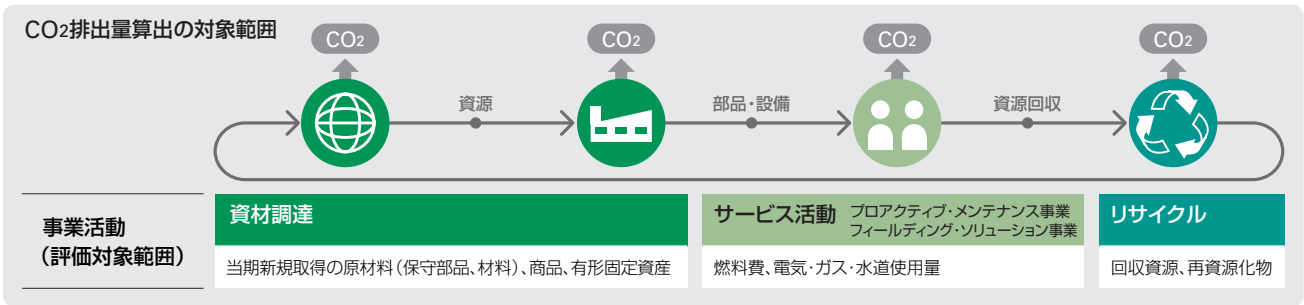 CO2排出量算出の対象範囲
CO2
CO2
CO2
CO2
資源
部品・設備
資源回収
事業活動
（評価対象範囲）
資材調達
当期新規取得の原材料（保守部品、材料）、商品、有形固定資産
サービス活動 プロアクティブ・メンテナンス事業
フィールディング・ソリューション事業
燃料費、電気・ガス・水道使用量
リサイクル
回収資源、再資源化物